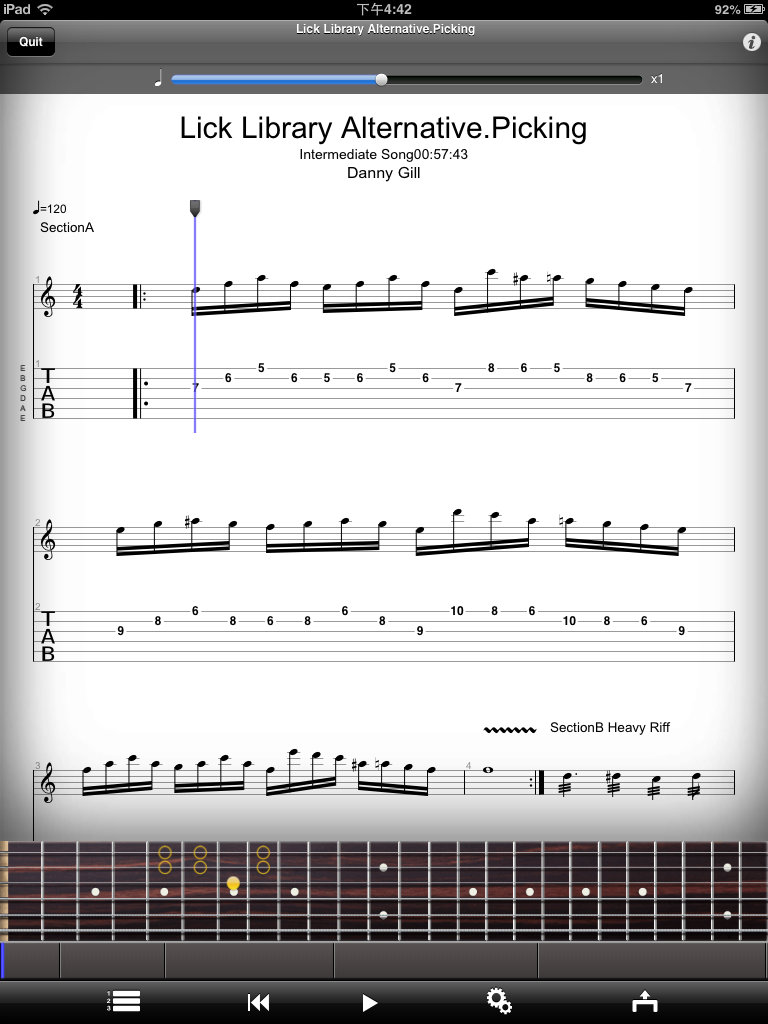 iPad 下午4:42 92%
Lick Library Alternative.Picking
Quit
x1
Lick Library Alternative.Picking
Intermediate Song00:57:43
Danny Gill
=120
SectionA
1
4
4
1
E
B
G
D
A
E
T
A
B
5 5 8 6 5
6 6 5 6 6 8 6 5
7 7 7
2
2
T
A
B
6 6 10 8 6
8 8 6 8 8 10 8 6
9 9 9
SectionB Heavy Riff
3 4
1
2
3